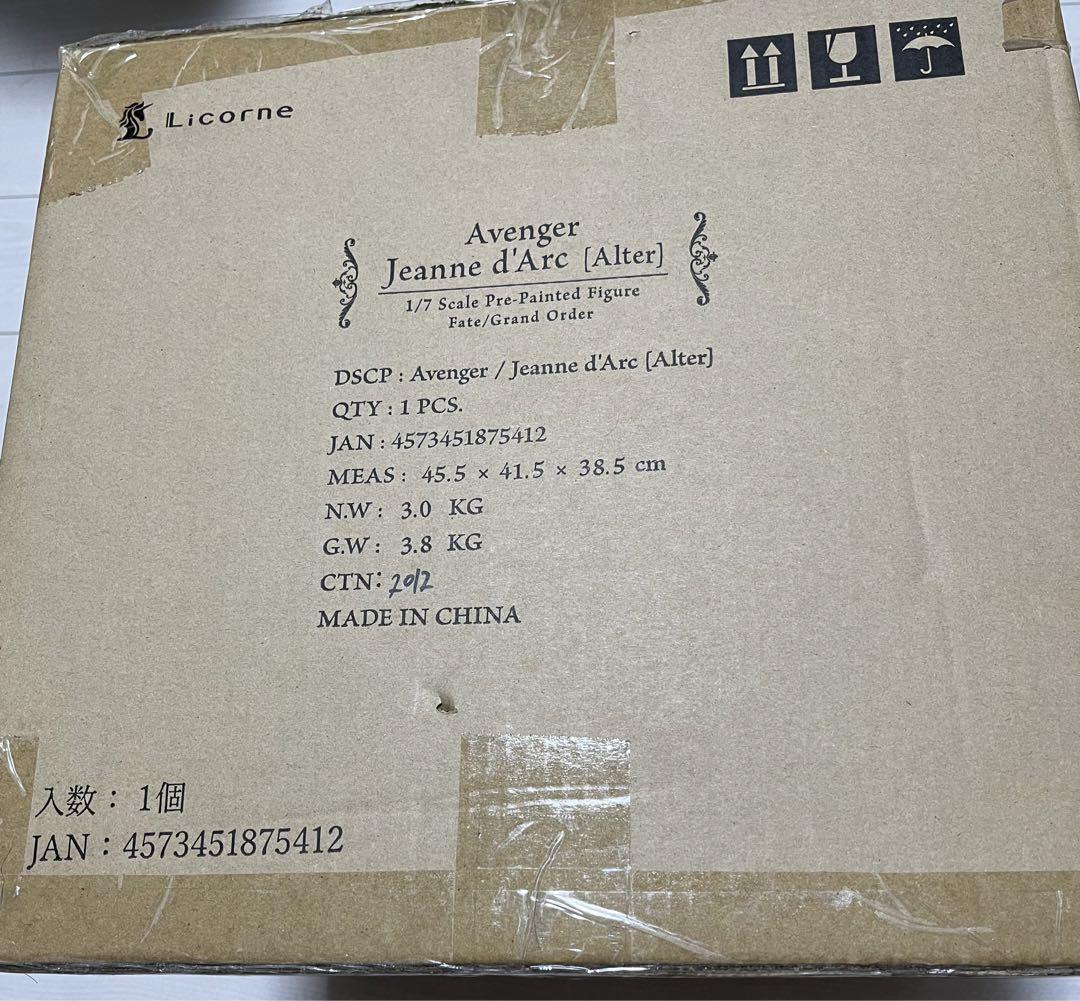 Licorne
Avenger
Jeanne d'Arc [Alter]
1/7 Scale Pre-Painted Figure
Fate/Grand Order
DSCP : Avenger / Jeanne d'Arc [Alter]
QTY : 1 PCS.
JAN : 4573451875412
MEAS : 45.5 × 41.5 × 38.5 cm
N.W : 3.0 KG
G.W : 3.8 KG
CTN: 2012
MADE IN CHINA
入数： 1個
JAN：4573451875412